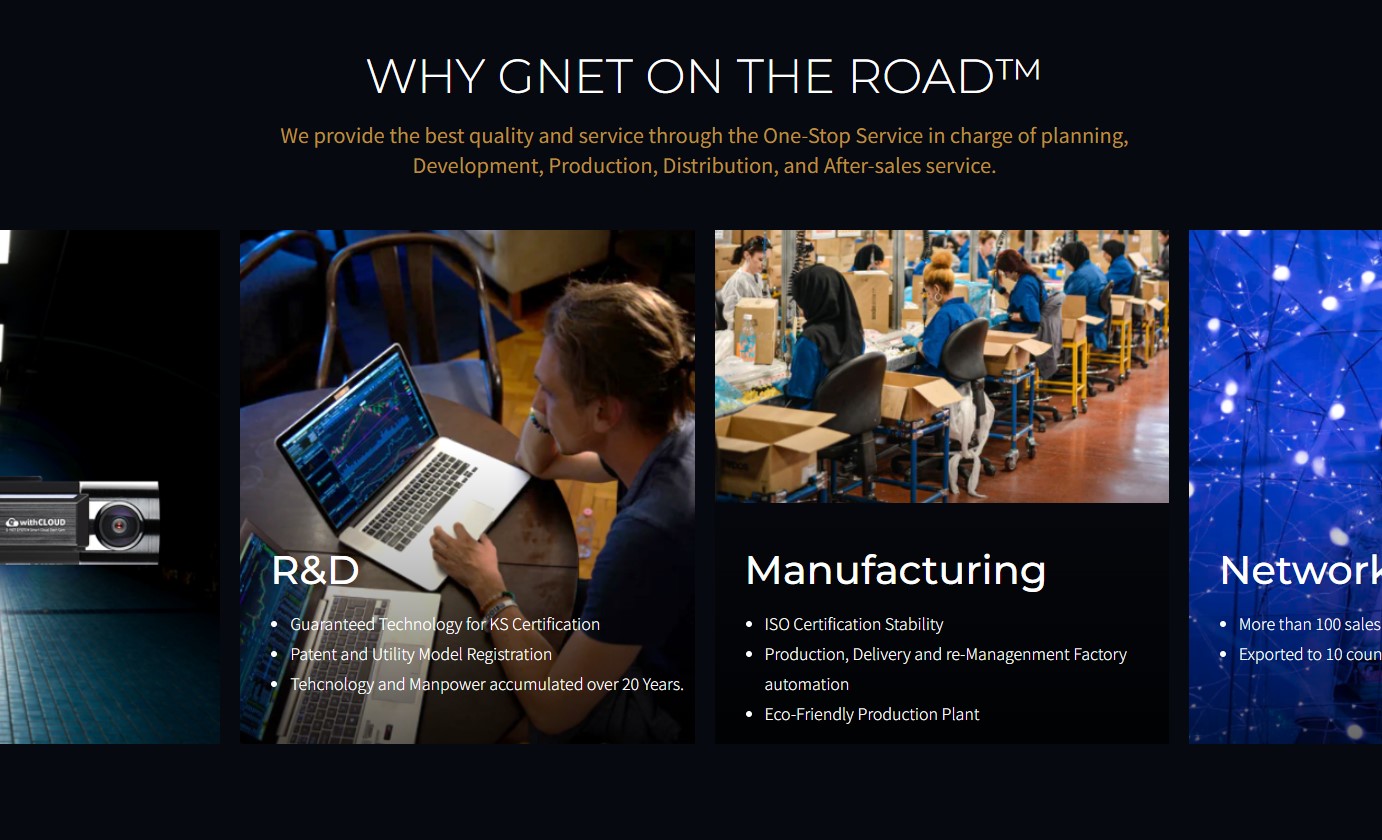 WHY GNET ON THE ROAD™
We provide the best quality and service through the One-Stop Service in charge of planning,
Development, Production, Distribution, and After-sales service.
withCLOUD
R&D
• Guaranteed Technology for KS Certification
• Patent and Utility Model Registration
• Tehcnology and Manpower accumulated over 20 Years.
Manufacturing
• ISO Certification Stability
• Production, Delivery and re-Managenment Factory
automation
• Eco-Friendly Production Plant
Network
• More than 100 sales
• Exported to 10 coun